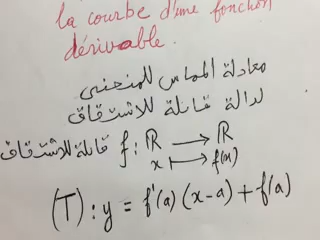 la courbe d'une fonction
dérivable.
معادلة المماس للمنحنى
لدالة قابلة للاشتقاق
f: ℝ ⟶ ℝ قابلة للاشتقاق
x ⟼ f(x)
(T): y = f'(a) (x-a) + f(a)